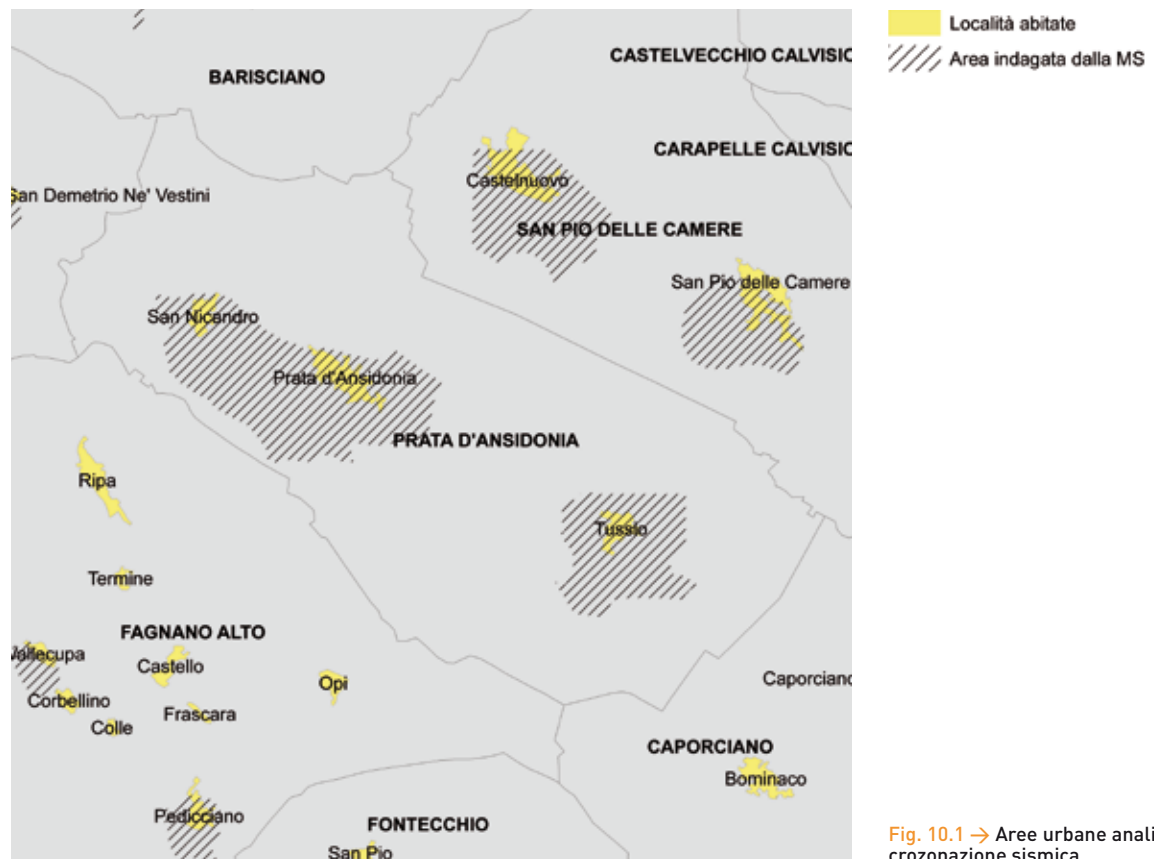 Località abitate
Area indagata dalla MS
CASTELVECCHIO CALVISIO
BARISCIANO
CARAPELLE CALVISIO
Castelnuovo
San Demetrio Ne' Vestini
SAN PIO DELLE CAMERE
San Pio delle Camere
San Nicandro
Prata d'Ansidonia
PRATA D'ANSIDONIA
Ripa
Tussio
Termine
FAGNANO ALTO
Vallecupa
Castello
Opi
Caporciano
Corbellino
Frascara
Colle
CAPORCIANO
Bominaco
Pedicciano
FONTECCHIO
San Pio
Fig. 10.1 → Aree urbane anali
crozonazione sismica